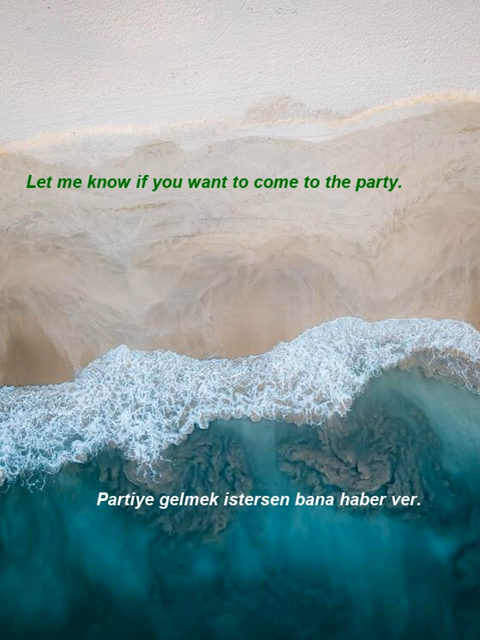 Let me know if you want to come to the party.
Partiye gelmek istersen bana haber ver.